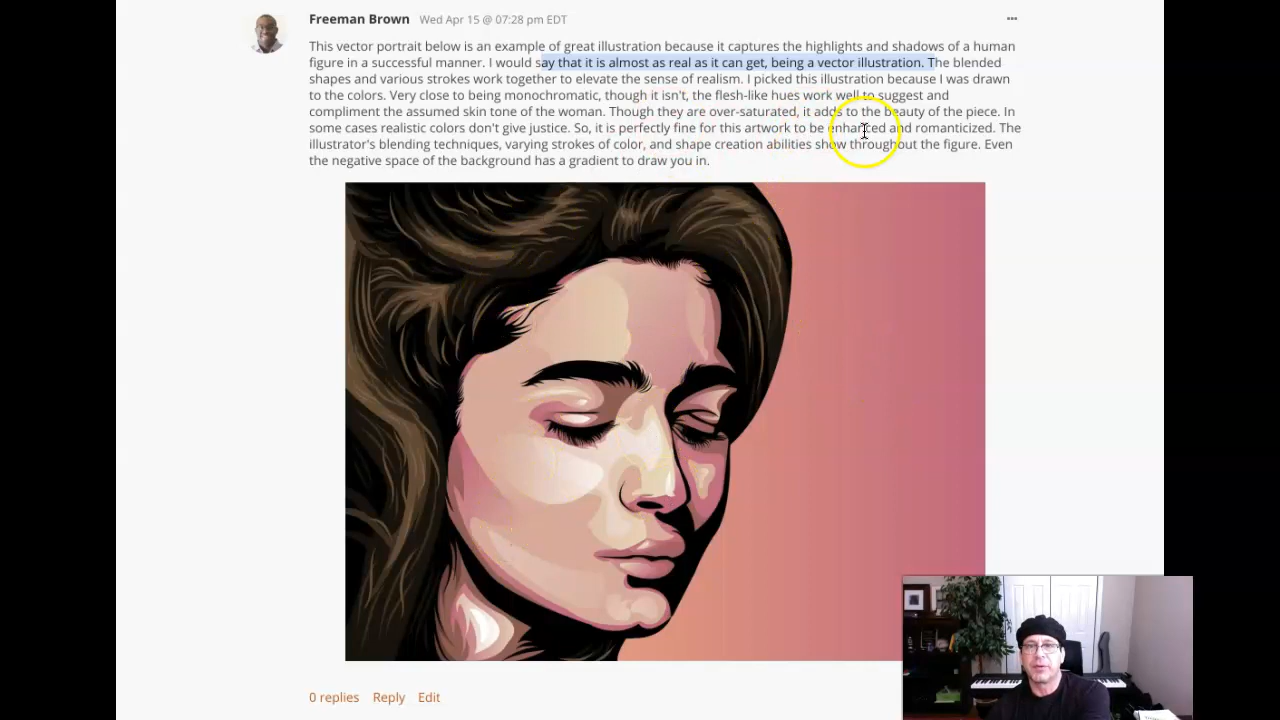 Freeman Brown Wed Apr 15 @ 07:28 pm EDT
This vector portrait below is an example of great illustration because it captures the highlights and shadows of a human
figure in a successful manner. I would say that it is almost as real as it can get, being a vector illustration. The blended
shapes and various strokes work together to elevate the sense of realism. I picked this illustration because I was drawn
to the colors. Very close to being monochromatic, though it isn't, the flesh-like hues work well to suggest and
compliment the assumed skin tone of the woman. Though they are over-saturated, it adds to the beauty of the piece. In
some cases realistic colors don't give justice. So, it is perfectly fine for this artwork to be enhanced and romanticized. The
illustrator's blending techniques, varying strokes of color, and shape creation abilities show throughout the figure. Even
the negative space of the background has a gradient to draw you in.
0 replies Reply Edit